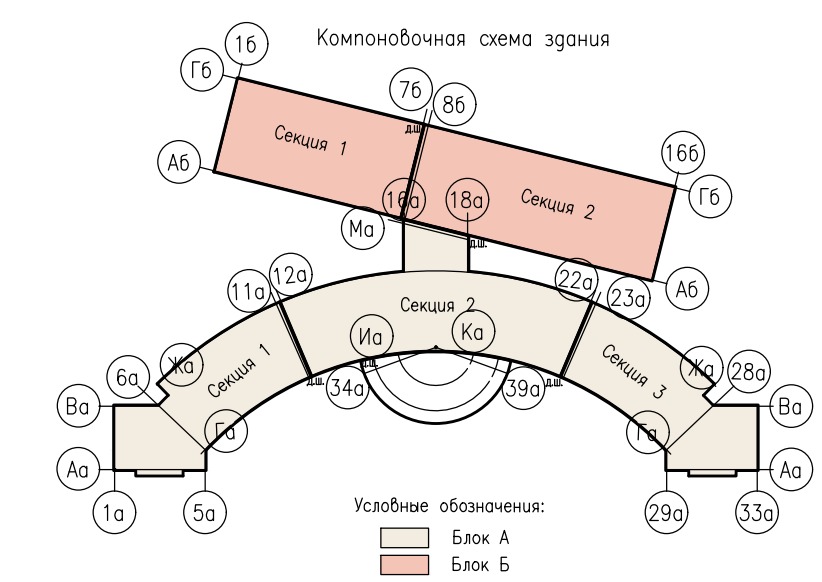 Компоновочная схема здания
1б
Гб
7б
8б
д.ш.
Секция 1
16б
Аб
Секция 2
Гб
16а
18а
Ма
д.ш.
12а
22а
Аб
11а
23а
Секция 2
Иа
Ка
Жа
Секция 1
Секция 3
Жа
6а
д.ш.
28а
д.ш.
34а
39а
д.ш.
Ва
Ва
Га
Га
Аа
Аа
1а
5а
29а
33а
Условные обозначения:
Блок А
Блок Б